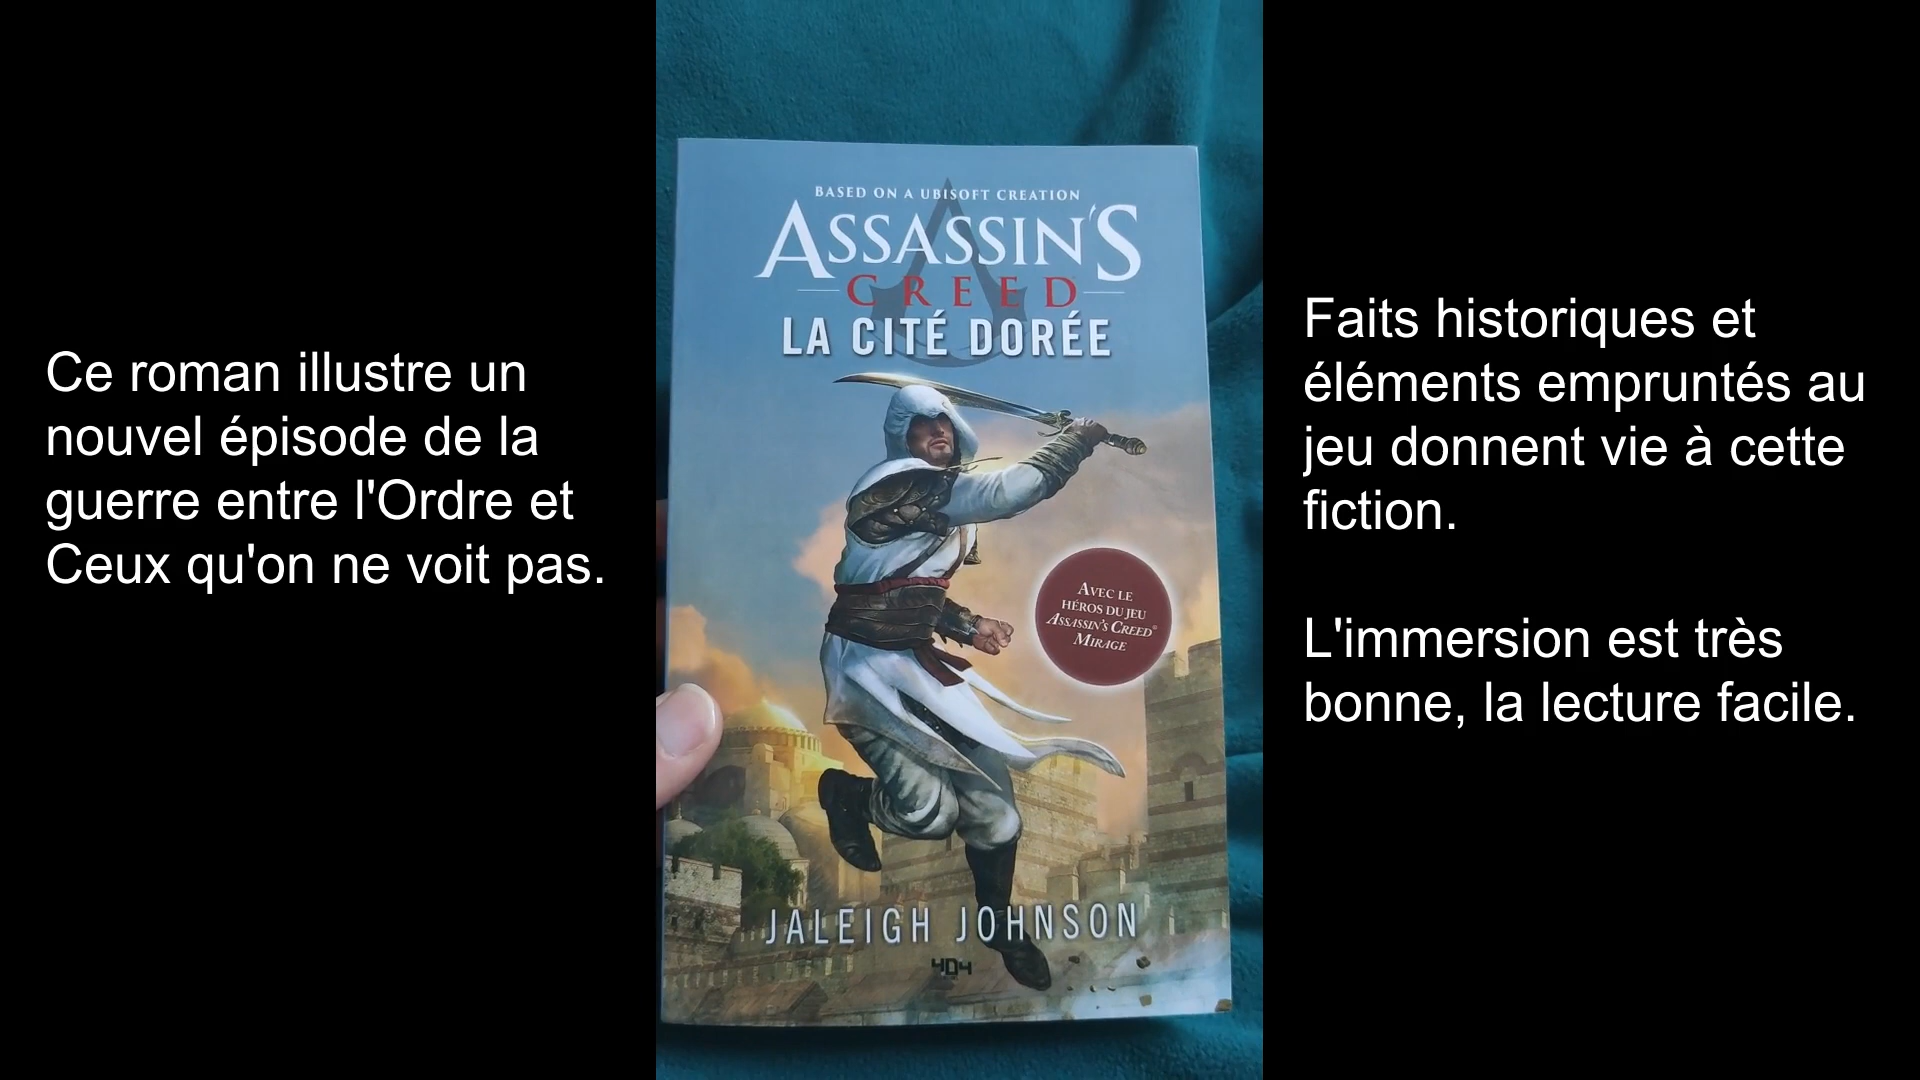 Ce roman illustre un
nouvel épisode de la
guerre entre l'Ordre et
Ceux qu'on ne voit pas.
BASED ON A UBISOFT CREATION
ASSASSIN'S
CREED
LA CITÉ DORÉE
AVEC LE
HÉROS DU JEU
ASSASSIN'S CREED®
MIRAGE
JALEIGH JOHNSON
404
Faits historiques et
éléments empruntés au
jeu donnent vie à cette
fiction.
L'immersion est très
bonne, la lecture facile.